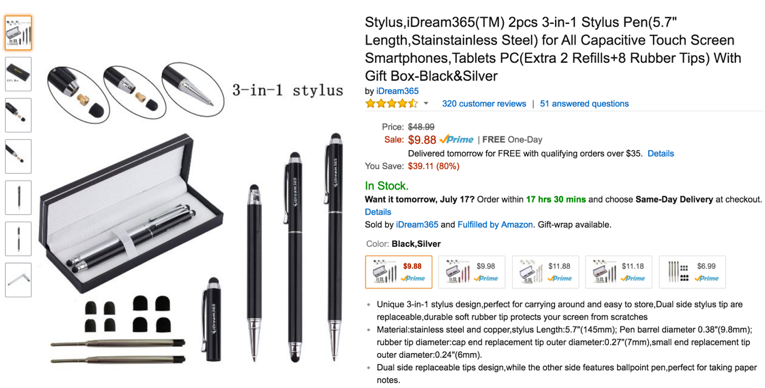 Stylus,iDream365(TM) 2pcs 3-in-1 Stylus Pen(5.7"
Length,Stainstainless Steel) for All Capacitive Touch Screen
Smartphones,Tablets PC(Extra 2 Refills+8 Rubber Tips) With
Gift Box-Black&Silver
by iDream365
320 customer reviews | 51 answered questions
3-in-1 stylus
Price: $48.99
Sale: $9.88 Prime | FREE One-Day
Delivered tomorrow for FREE with qualifying orders over $35. Details
You Save: $39.11 (80%)
In Stock.
Want it tomorrow, July 17? Order within 17 hrs 30 mins and choose Same-Day Delivery at checkout.
Details
Sold by iDream365 and Fulfilled by Amazon. Gift-wrap available.
Color: Black,Silver
$9.88 Prime $9.98 Prime $11.88 Prime $11.18 Prime $6.99 Prime
iDream365
iDream365
iDream365
• Unique 3-in-1 stylus design,perfect for carrying around and easy to store,Dual side stylus tip are
replaceable,durable soft rubber tip protects your screen from scratches
• Material:stainless steel and copper,stylus Length:5.7"(145mm); Pen barrel diameter 0.38"(9.8mm);
rubber tip diameter:cap end replacement tip outer diameter:0.27"(7mm),small end replacement tip
outer diameter:0.24"(6mm).
• Dual side replaceable tips design,while the other side features ballpoint pen,perfect for taking paper
notes.